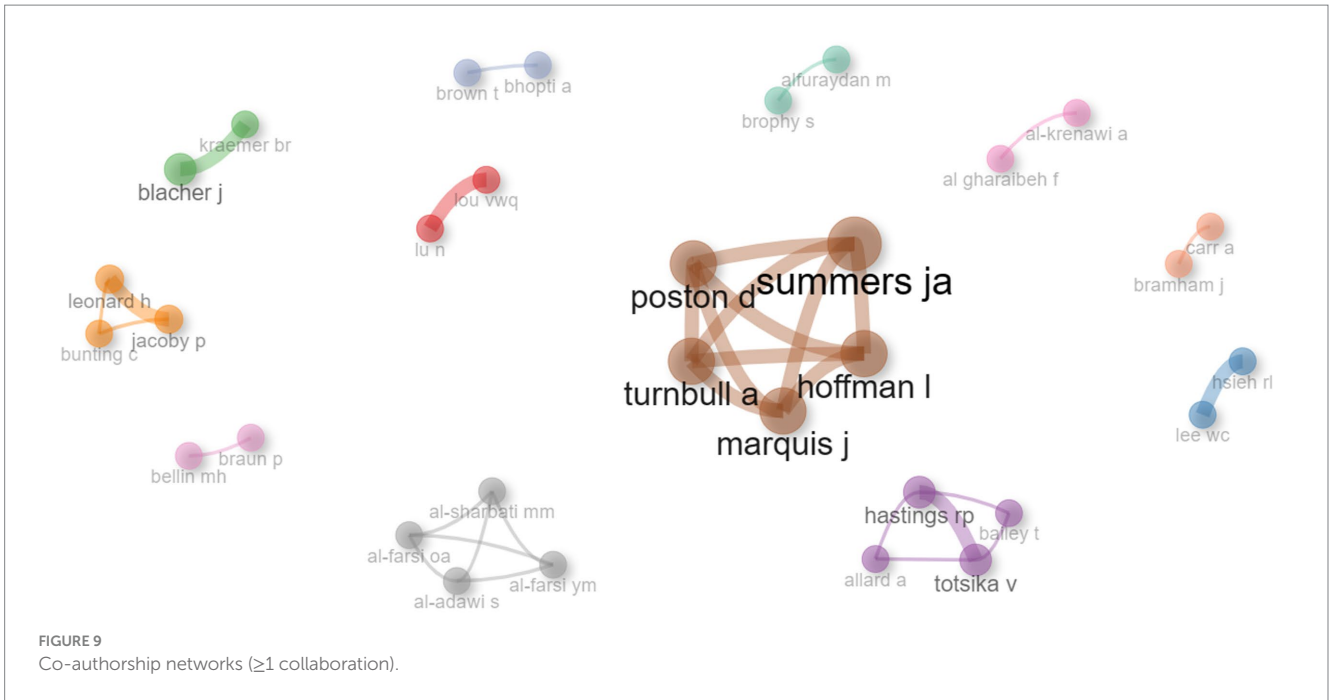 brown t
bhopti a
alfuraydan m
brophy s
kraemer br
blacher j
al-krenawi a
al gharaibeh f
lou vwq
lu n
carr a
bramham j
summers ja
poston d
leonard h
jacoby p
bunting c
turnbull a
hoffman l
marquis j
hsieh rl
lee wc
braun p
bellin mh
al-sharbati mm
al-farsi oa
al-farsi ym
al-adawi s
hastings rp
bailey t
allard a
totsika v
FIGURE 9
Co-authorship networks (≥1 collaboration).